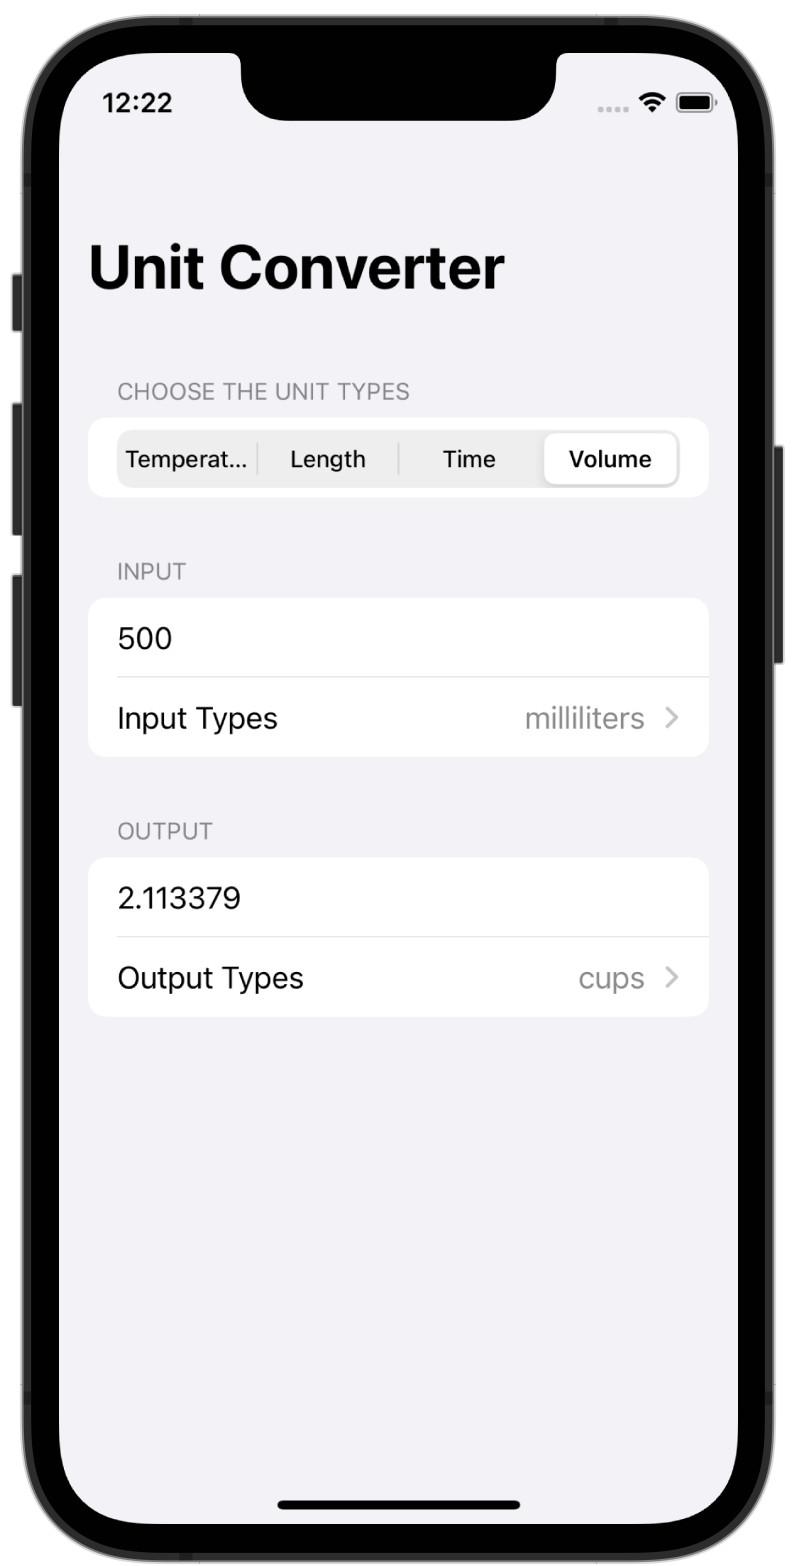 12:22
Unit Converter
CHOOSE THE UNIT TYPES
Temperat... Length Time Volume
INPUT
500
Input Types milliliters
OUTPUT
2.113379
Output Types cups